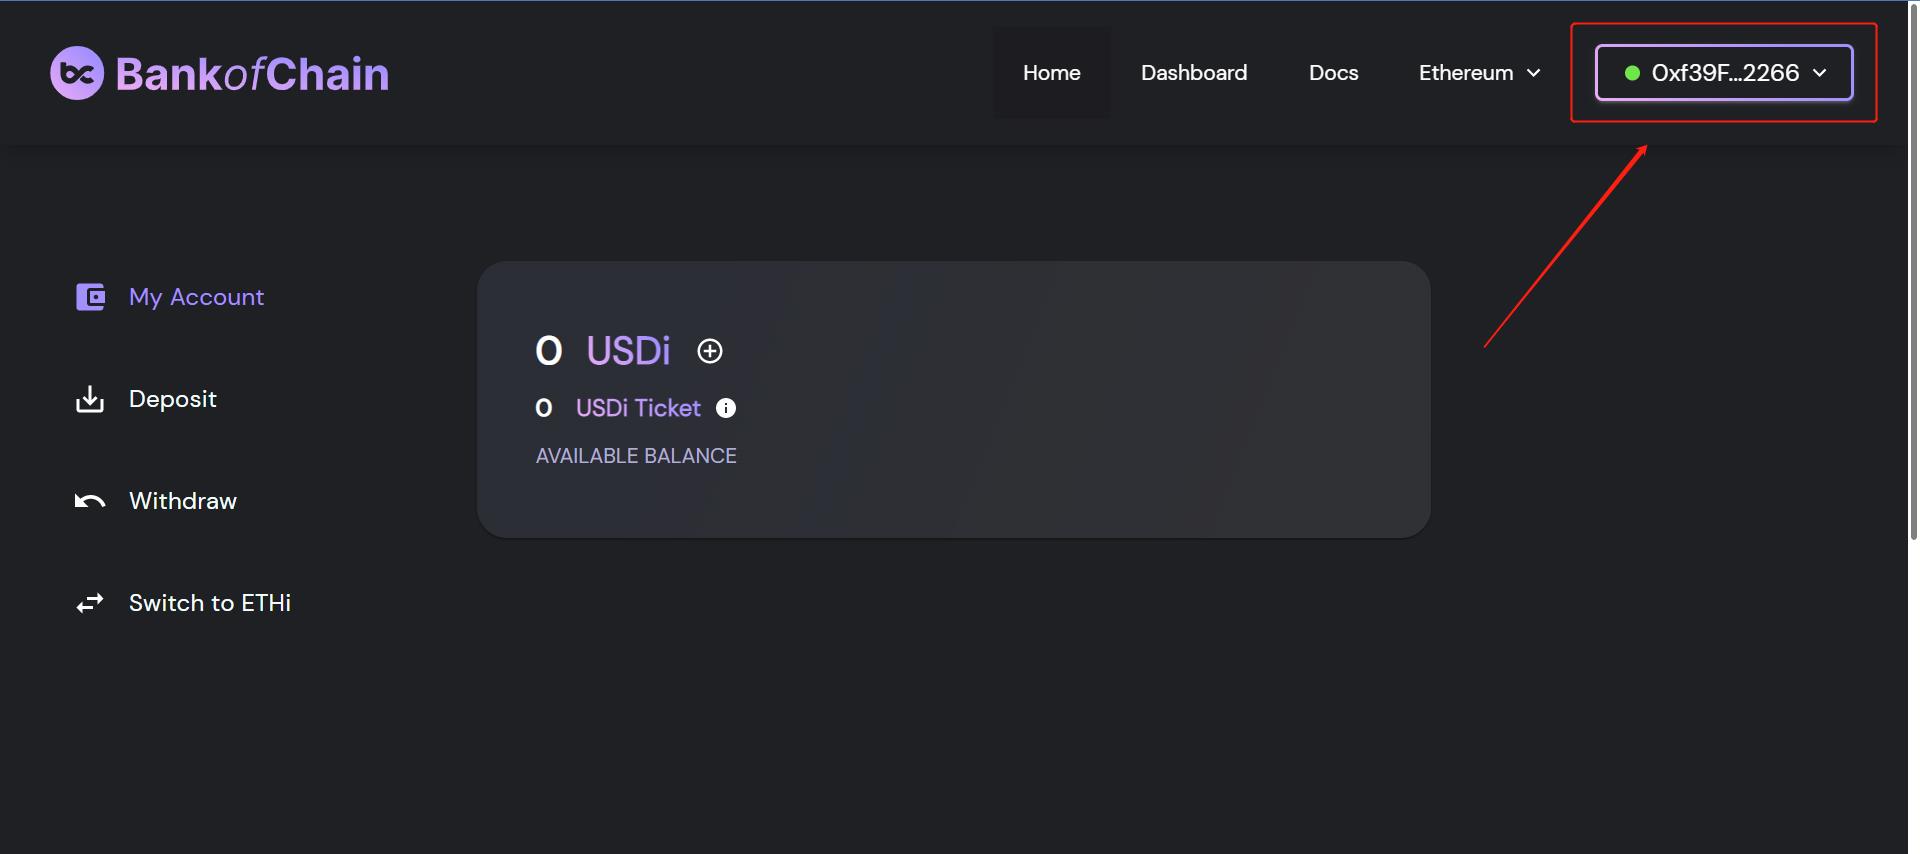 bc BankofChain
Home Dashboard Docs Ethereum 0xf39F...2266
My Account
Deposit
Withdraw
Switch to ETHi
0 USDi
0 USDi Ticket
AVAILABLE BALANCE